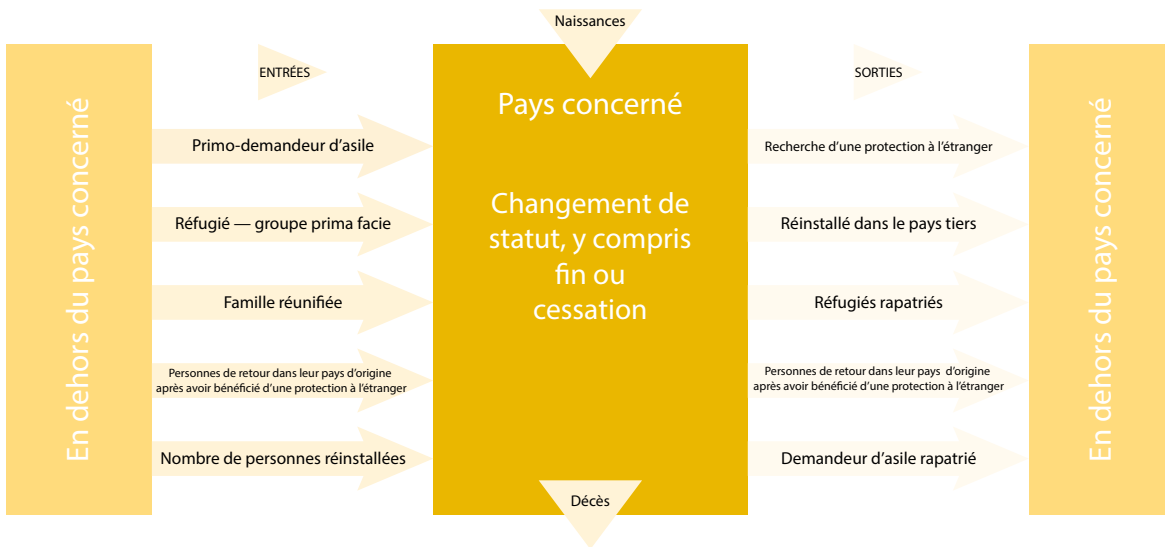 Naissances
En dehors du pays concerné
ENTRÉES
Primo-demandeur d’asile
Réfugié — groupe prima facie
Famille réunifiée
Personnes de retour dans leur pays d’origine
après avoir bénéficié d’une protection à l’étranger
Nombre de personnes réinstallées
Pays concerné
Changement de
statut, y compris
fin ou
cessation
Décès
SORTIES
Recherche d’une protection à l’étranger
Réinstallé dans le pays tiers
Réfugiés rapatriés
Personnes de retour dans leur pays d’origine
après avoir bénéficié d’une protection à l’étranger
Demandeur d’asile rapatrié
En dehors du pays concerné